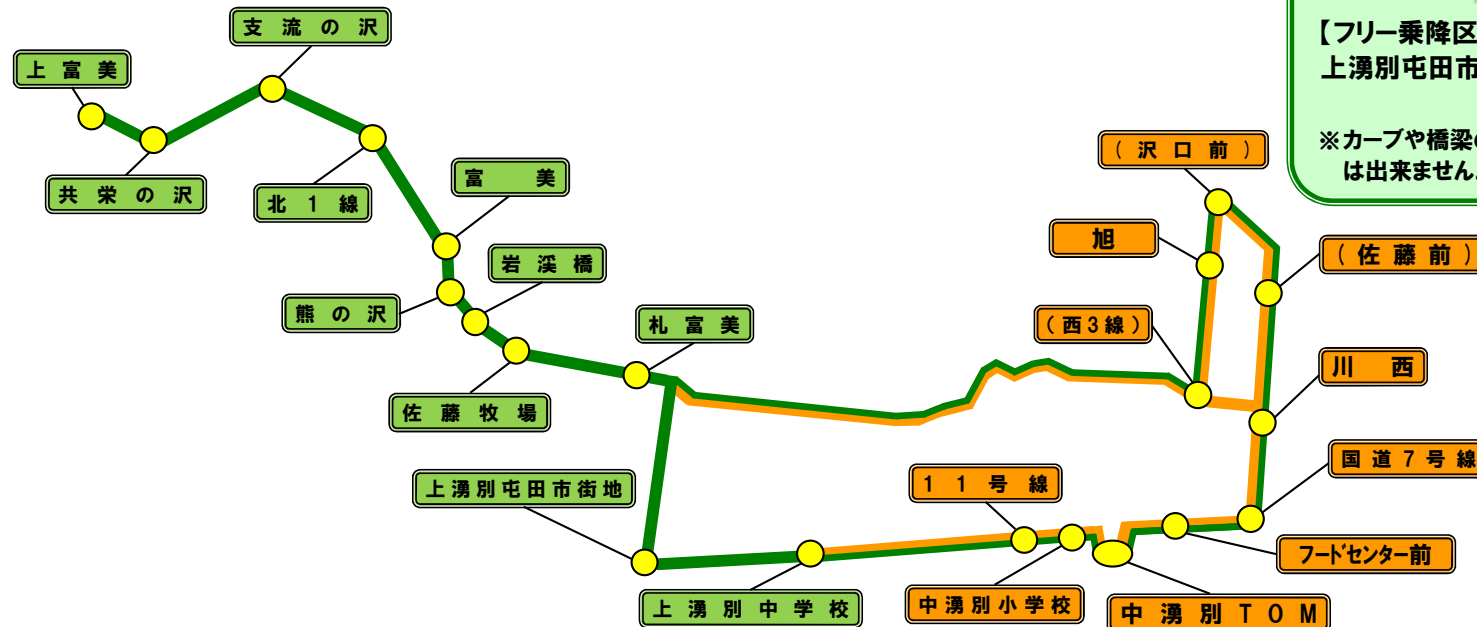 支流の沢
上富美
共栄の沢
北1線
富美
岩渓橋
熊の沢
札富美
佐藤牧場
上湧別屯田市街地
上湧別中学校
11号線
中湧別小学校
中湧別TOM
フードセンター前
国道7号線
川西
(佐藤前)
(沢口前)
旭
(西3線)
【フリー乗降区
上湧別屯田市
※カーブや橋梁
は出来ません